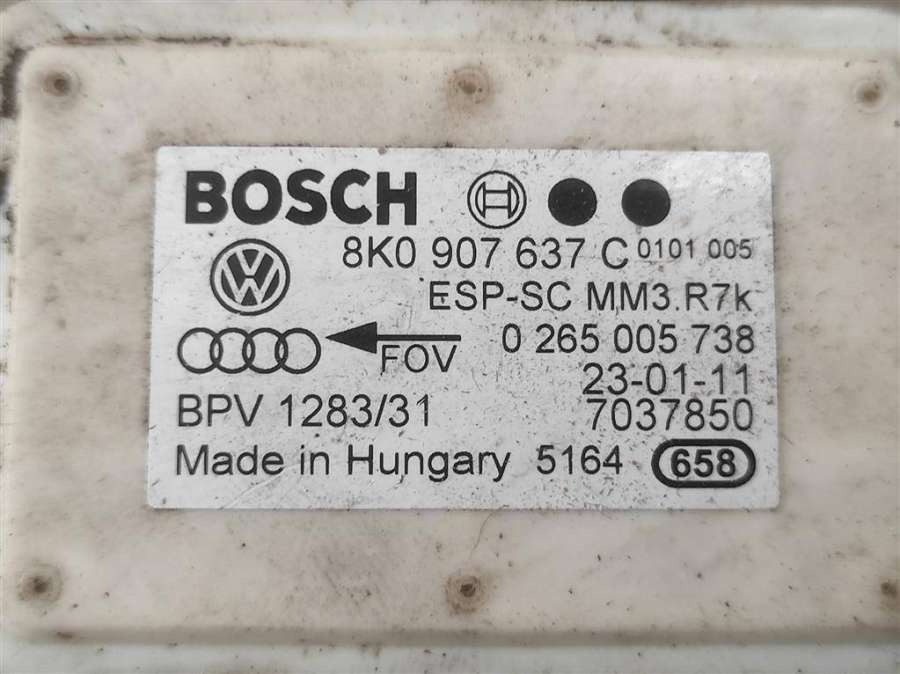 BOSCH
8K0 907 637 C 0101 005
ESP-SC MM3.R7k
FOV 0 265 005 738
23-01-11
BPV 1283/31 7037850
Made in Hungary 5164 658